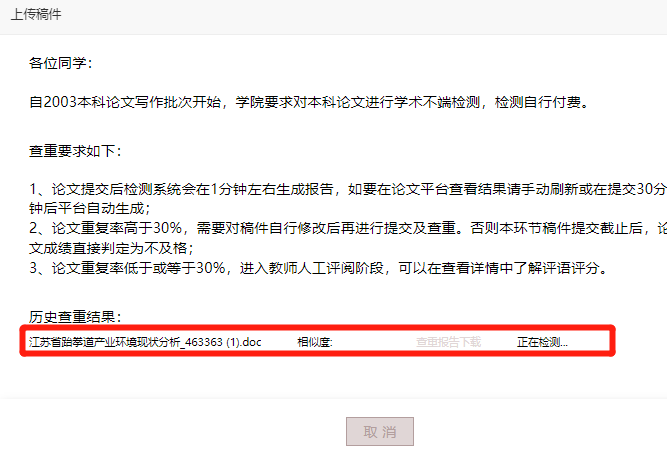 上传稿件
各位同学：
自2003本科论文写作批次开始，学院要求对本科论文进行学术不端检测，检测自行付费。
查重要求如下：
1、论文提交后检测系统会在1分钟左右生成报告，如要在论文平台查看结果请手动刷新或在提交30分
钟后平台自动生成；
2、论文重复率高于30%，需要对稿件自行修改后再进行提交及查重。否则本环节稿件提交截止后，论
文成绩直接判定为不及格；
3、论文重复率低于或等于30%，进入教师人工评阅阶段，可以在查看详情中了解评语评分。
历史查重结果：
江苏省跆拳道产业环境现状分析_463363 (1).doc 相似度: 查重报告下载 正在检测...
取 消